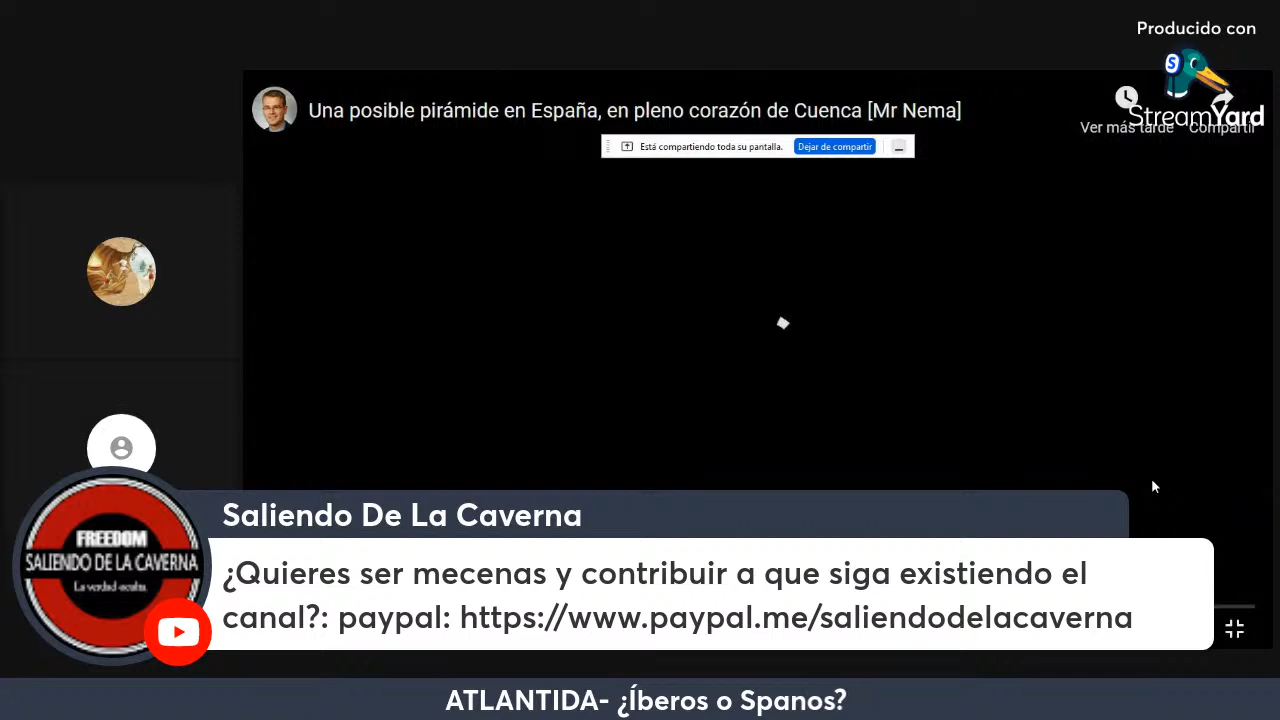 Producido con
StreamYard
Una posible pirámide en España, en pleno corazón de Cuenca [Mr Nema]
Ver más tarde
Compartir
Está compartiendo toda su pantalla.
Dejar de compartir
Saliendo De La Caverna
FREEDOM
SALIENDO DE LA CAVERNA
La verdad oculta.
¿Quieres ser mecenas y contribuir a que siga existiendo el
canal?: paypal: https://www.paypal.me/saliendodelacaverna
ATLANTIDA- ¿Íberos o Spanos?